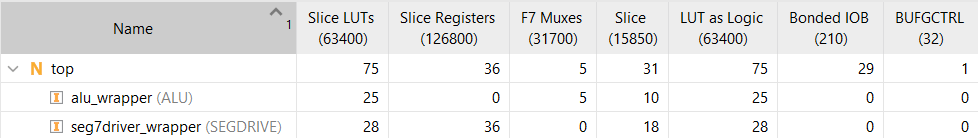 Name 1 Slice LUTs (63400) Slice Registers (126800) F7 Muxes (31700) Slice (15850) LUT as Logic (63400) Bonded IOB (210) BUFGCTRL (32)
N top 75 36 5 31 75 29 1
I alu_wrapper (ALU) 25 0 5 10 25 0 0
I seg7driver_wrapper (SEGDRIVE) 28 36 0 18 28 0 0